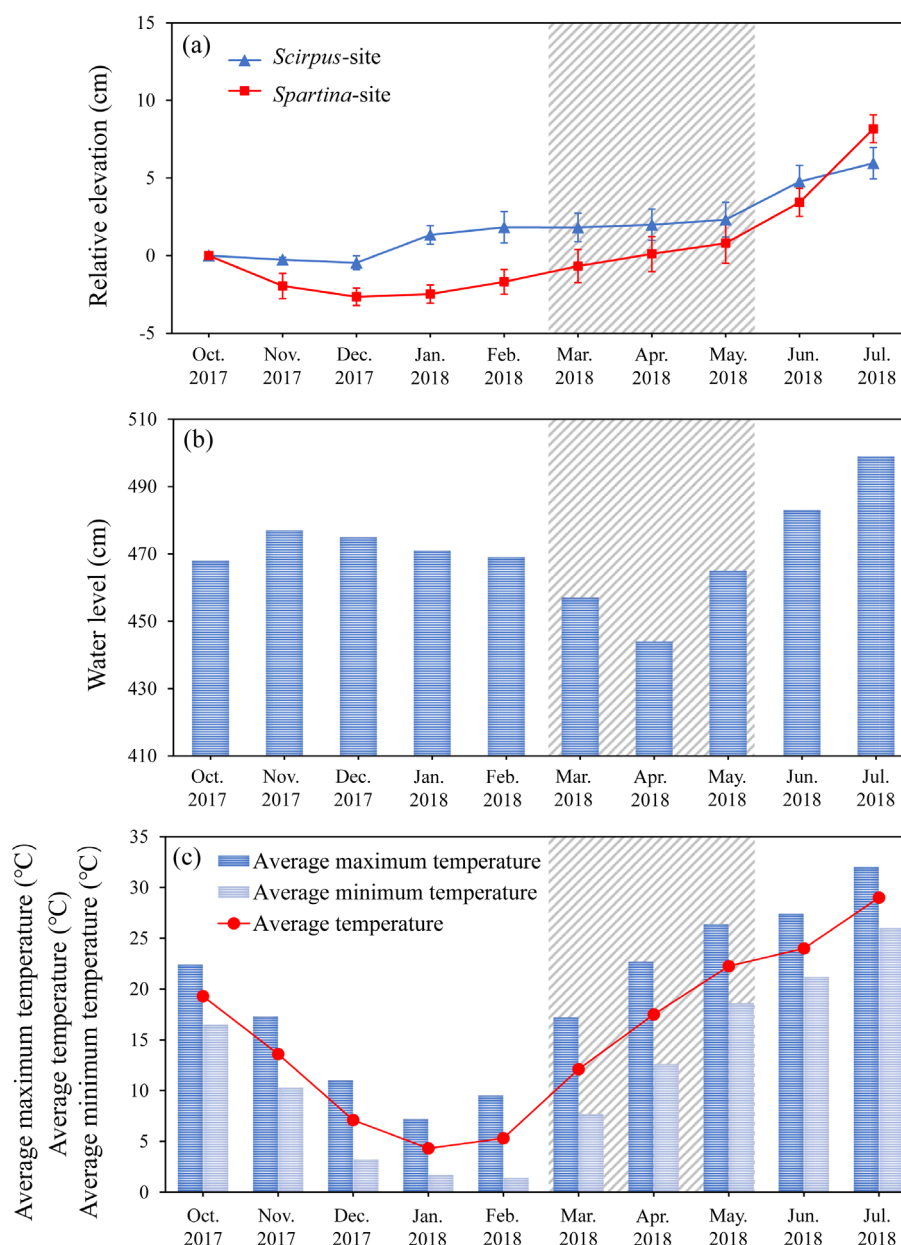 (a)
Scirpus-site
Spartina-site
Relative elevation (cm)
15
10
5
0
-5
Oct. Nov. Dec. Jan. Feb. Mar. Apr. May. Jun. Jul.
2017 2017 2017 2018 2018 2018 2018 2018 2018 2018
(b)
Water level (cm)
510
490
470
450
430
410
Oct. Nov. Dec. Jan. Feb. Mar. Apr. May. Jun. Jul.
2017 2017 2017 2018 2018 2018 2018 2018 2018 2018
(c)
Average maximum temperature
Average minimum temperature
Average temperature
Average maximum temperature (°C)
Average temperature (°C)
Average minimum temperature (°C)
35
30
25
20
15
10
5
0
Oct. Nov. Dec. Jan. Feb. Mar. Apr. May. Jun. Jul.
2017 2017 2017 2018 2018 2018 2018 2018 2018 2018